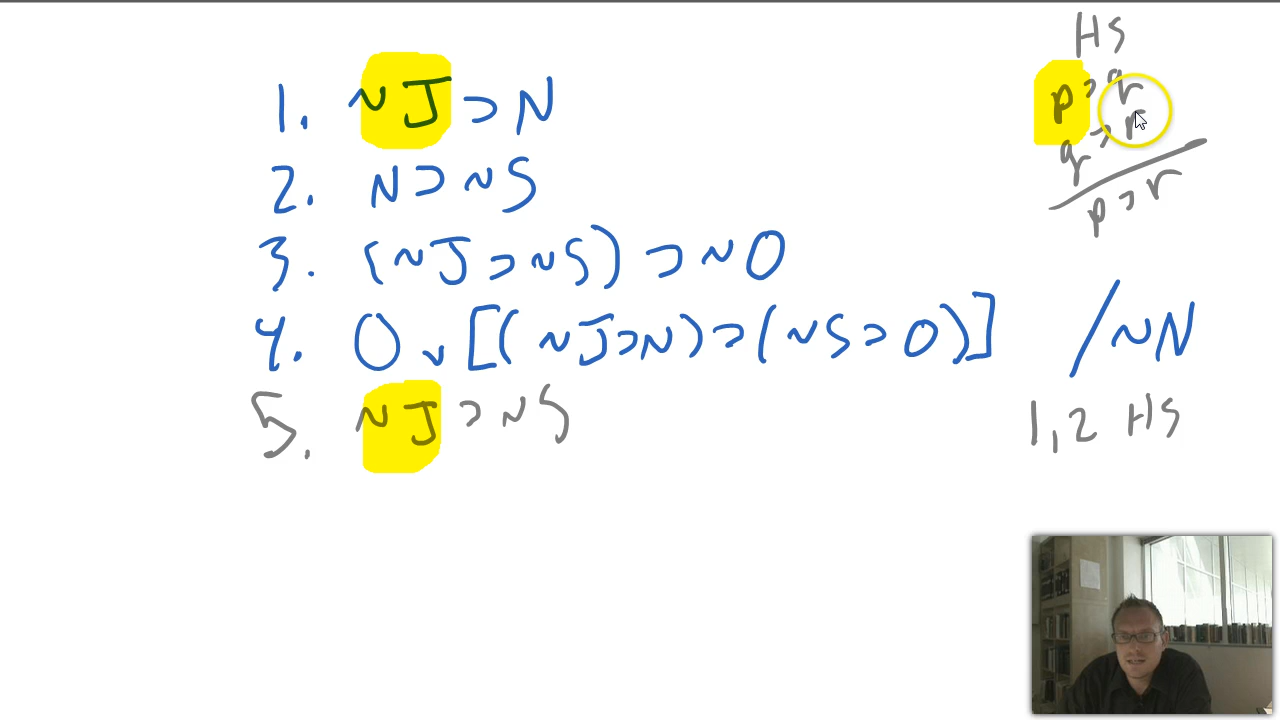 1. ~J ⊃ N
2. N ⊃ ~S
3. (~J ⊃ ~S) ⊃ ~O
4. O v [(~J ⊃ N) ⊃ (~S ⊃ O)] / ~N
5. ~J ⊃ ~S 1,2 HS
HS
p ⊃ q
q ⊃ r
p ⊃ r